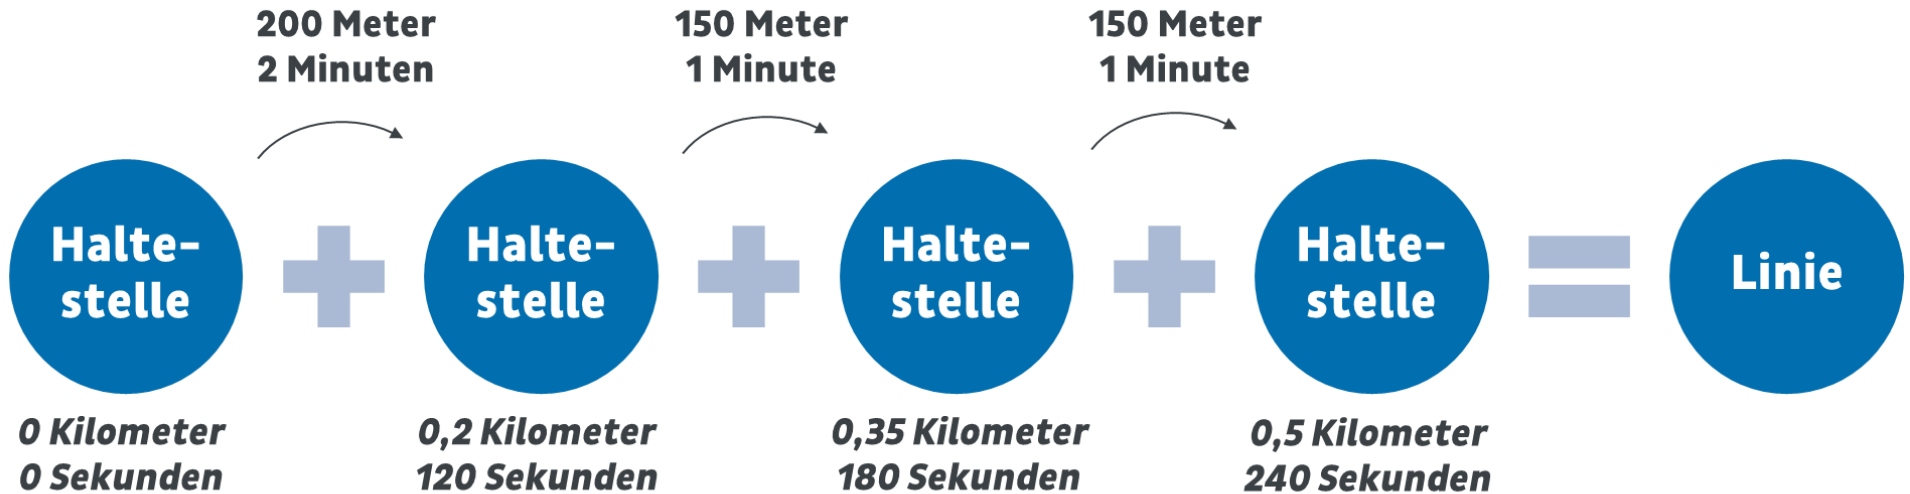 200 Meter
2 Minuten
150 Meter
1 Minute
150 Meter
1 Minute
Halte-
stelle
Halte-
stelle
Halte-
stelle
Halte-
stelle
Linie
0 Kilometer
0 Sekunden
0,2 Kilometer
120 Sekunden
0,35 Kilometer
180 Sekunden
0,5 Kilometer
240 Sekunden